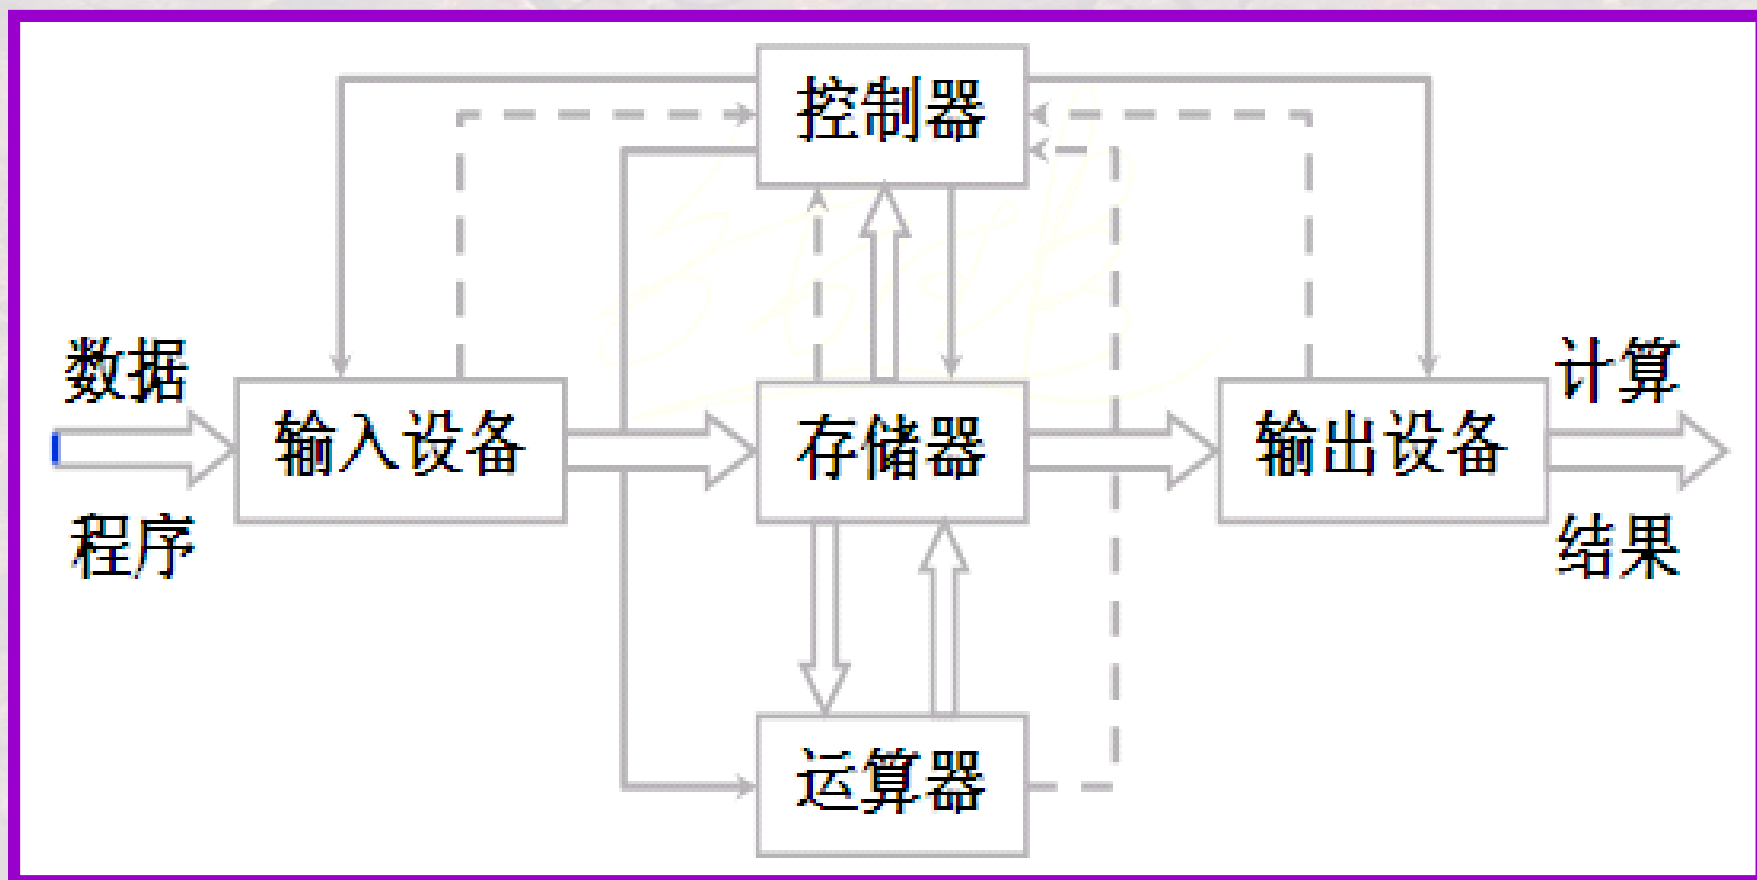 控制器
数据
输入设备
存储器
输出设备
计算
程序
结果
运算器